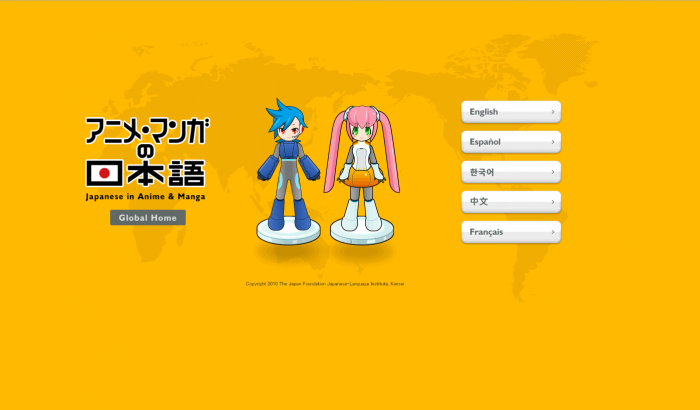 アニメ・マンガ
の
日本語
Japanese in Anime & Manga
Global Home
English
Español
한국어
中文
Français
Copyright 2010 The Japan Foundation-Japanese-Language Institute, Kansai